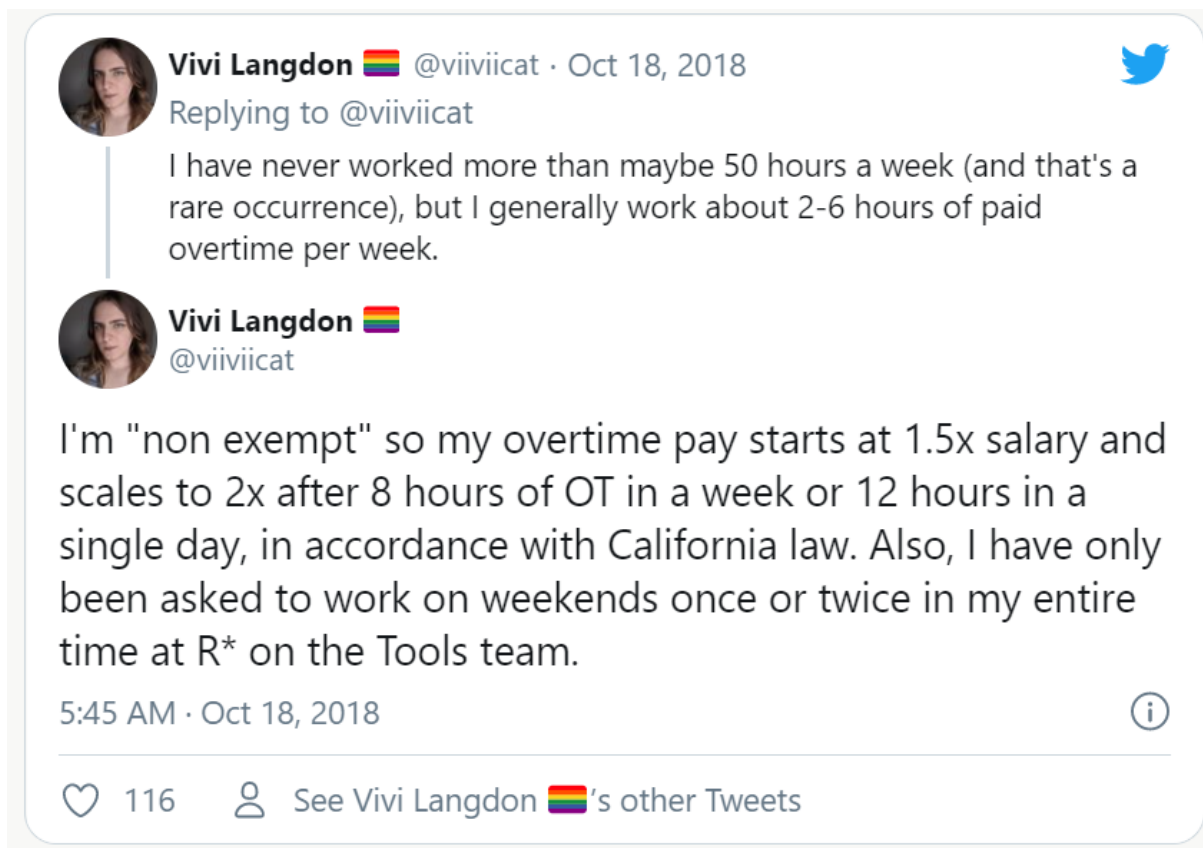 Vivi Langdon 🏳️‍🌈 @viiviicat · Oct 18, 2018
Replying to @viiviicat
I have never worked more than maybe 50 hours a week (and that's a
rare occurrence), but I generally work about 2-6 hours of paid
overtime per week.
Vivi Langdon 🏳️‍🌈
@viiviicat
I'm "non exempt" so my overtime pay starts at 1.5x salary and
scales to 2x after 8 hours of OT in a week or 12 hours in a
single day, in accordance with California law. Also, I have only
been asked to work on weekends once or twice in my entire
time at R* on the Tools team.
5:45 AM · Oct 18, 2018
116
See Vivi Langdon 🏳️‍🌈's other Tweets